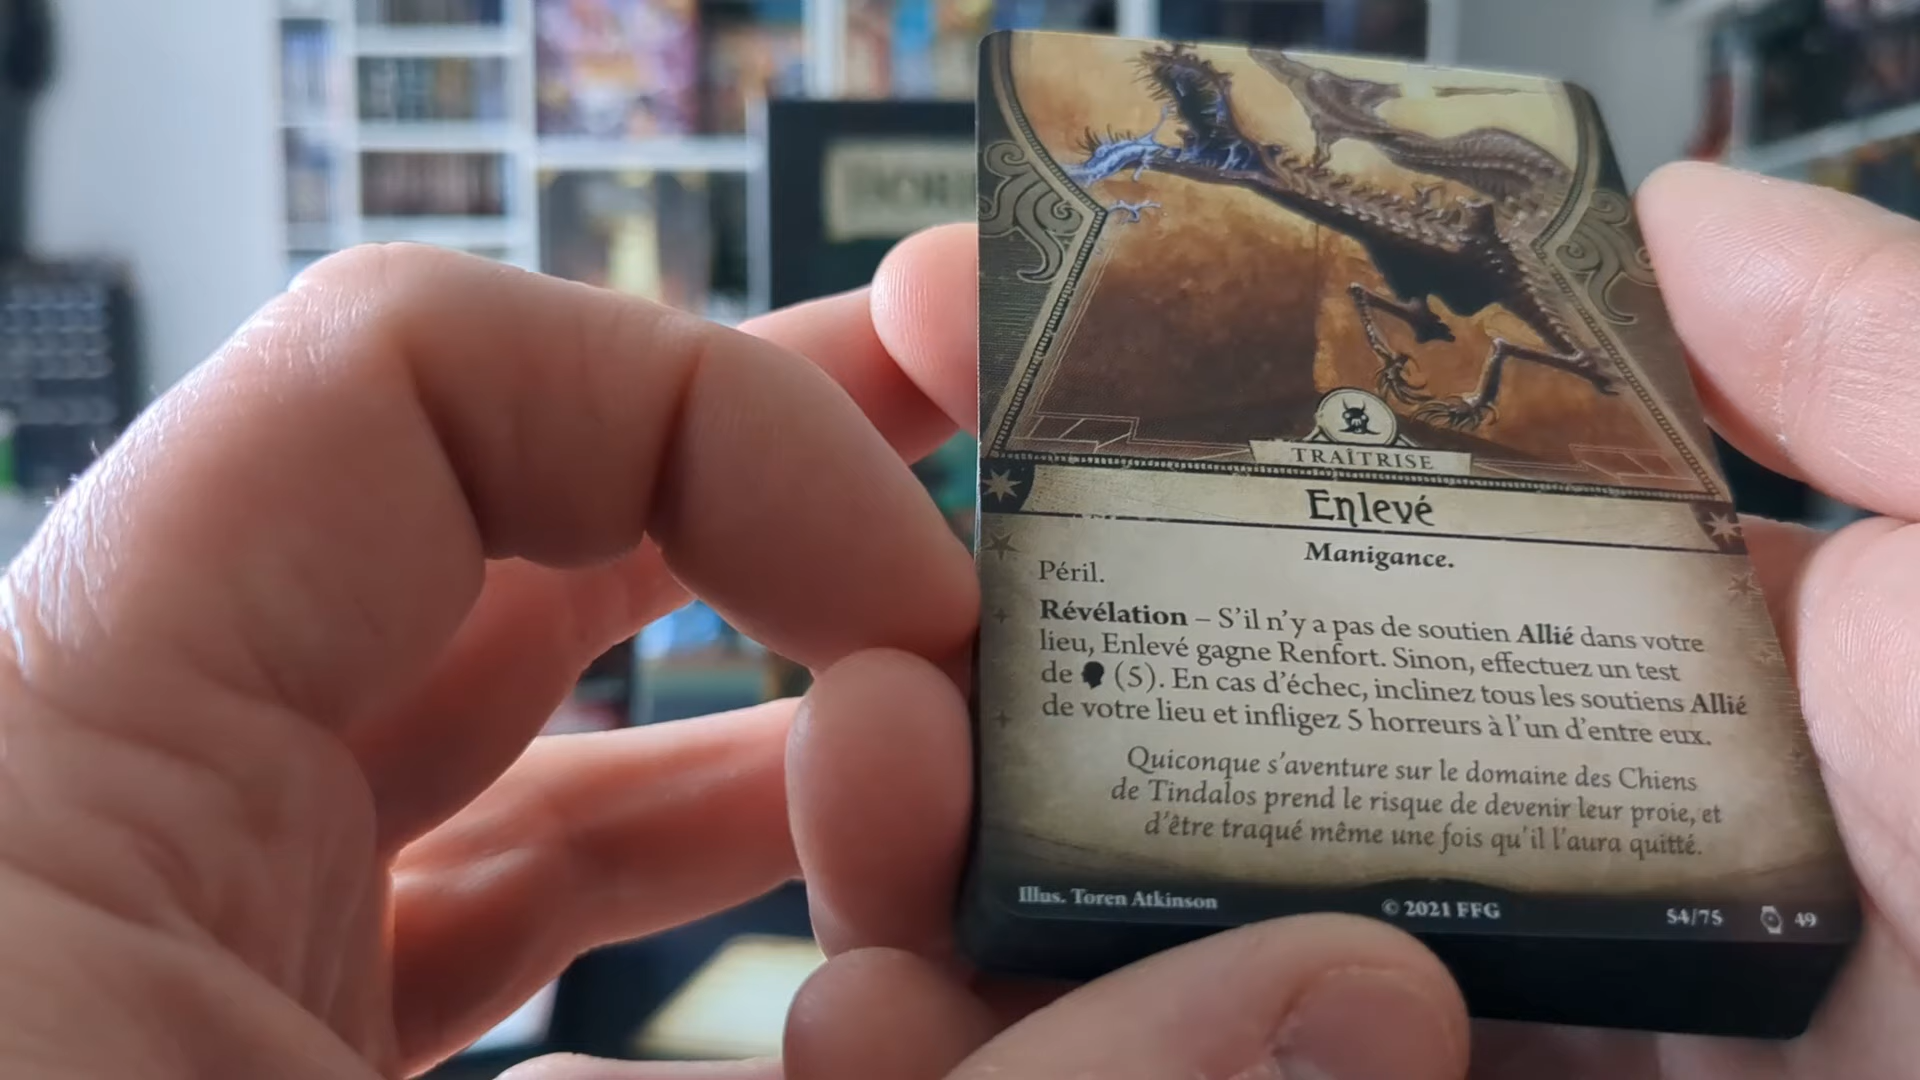 TRAÎTRISE
Enlevé
Manigance.
Péril.
Révélation – S'il n'y a pas de soutien Allié dans votre
lieu, Enlevé gagne Renfort. Sinon, effectuez un test
de (5). En cas d'échec, inclinez tous les soutiens Allié
de votre lieu et infligez 5 horreurs à l'un d'entre eux.
Quiconque s'aventure sur le domaine des Chiens
de Tindalos prend le risque de devenir leur proie, et
d'être traqué même une fois qu'il l'aura quitté.
Illus. Toren Atkinson
© 2021 FFG
54/75
49